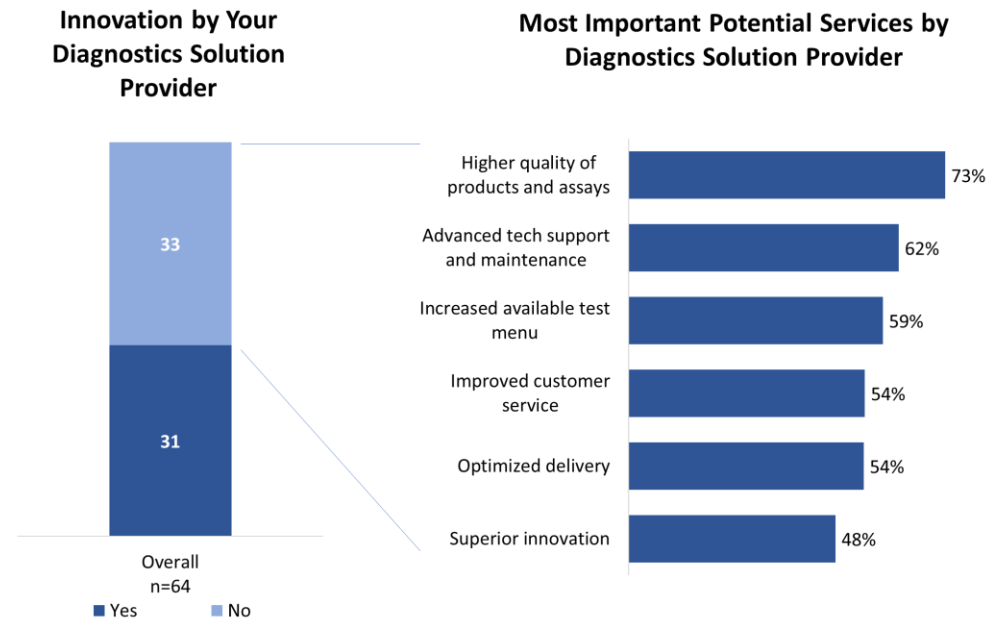 Innovation by Your
Diagnostics Solution
Provider
33
31
Overall
n=64
Yes
No
Most Important Potential Services by
Diagnostics Solution Provider
Higher quality of
products and assays
73%
Advanced tech support
and maintenance
62%
Increased available test
menu
59%
Improved customer
service
54%
Optimized delivery
54%
Superior innovation
48%